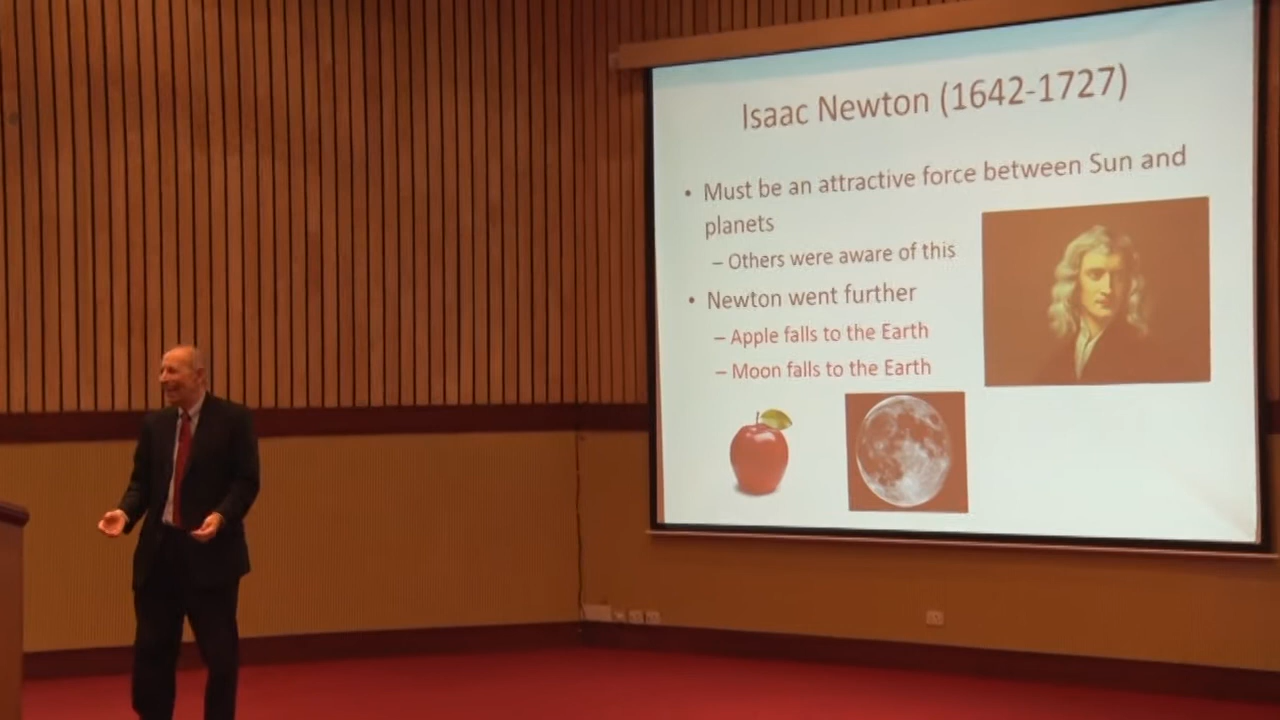 Isaac Newton (1642-1727)
• Must be an attractive force between Sun and
planets
– Others were aware of this
• Newton went further
– Apple falls to the Earth
– Moon falls to the Earth